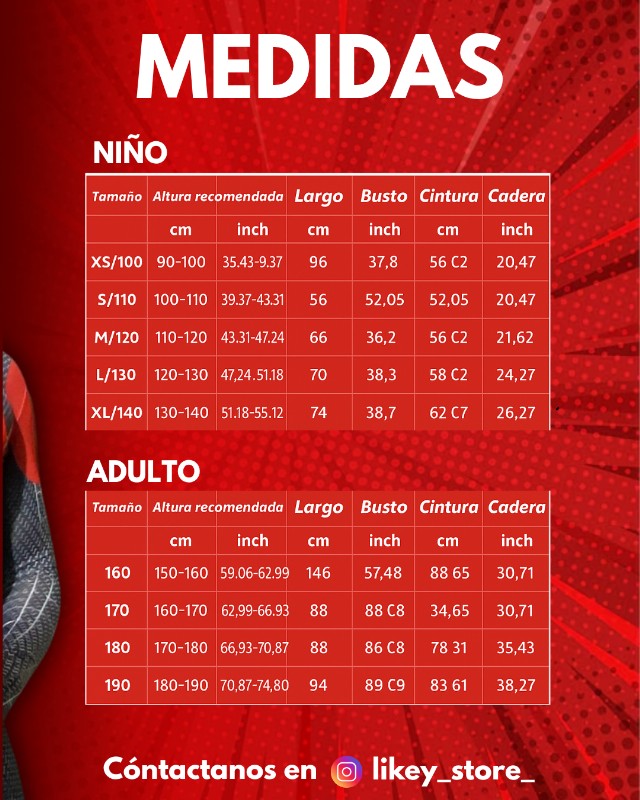 MEDIDAS
NIÑO
Tamaño Altura recomendada Largo Busto Cintura Cadera
cm inch cm inch cm inch
XS/100 90-100 35.43-9.37 96 37,8 56 C2 20,47
S/110 100-110 39.37-43.31 56 52,05 52,05 20,47
M/120 110-120 43.31-47.24 66 36,2 56 C2 21,62
L/130 120-130 47,24.51.18 70 38,3 58 C2 24,27
XL/140 130-140 51.18-55.12 74 38,7 62 C7 26,27
ADULTO
Tamaño Altura recomendada Largo Busto Cintura Cadera
cm inch cm inch cm inch
160 150-160 59.06-62.99 146 57,48 88 65 30,71
170 160-170 62,99-66.93 88 88 C8 34,65 30,71
180 170-180 66,93-70,87 88 86 C8 78 31 35,43
190 180-190 70,87-74,80 94 89 C9 83 61 38,27
Cóntactanos en likey_store_